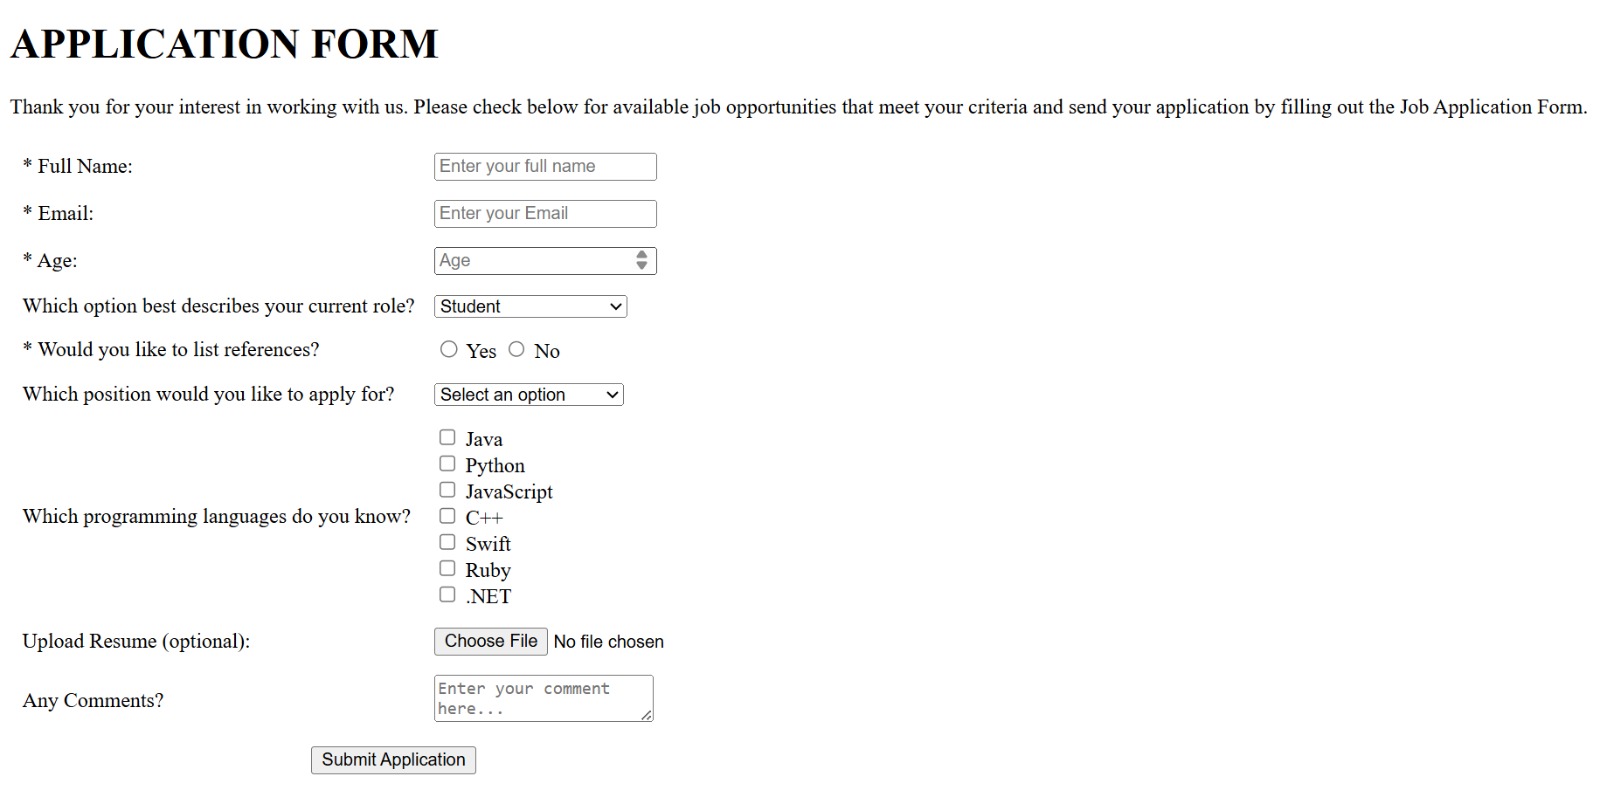 APPLICATION FORM
Thank you for your interest in working with us. Please check below for available job opportunities that meet your criteria and send your application by filling out the Job Application Form.
* Full Name: Enter your full name
* Email: Enter your Email
* Age: Age
Which option best describes your current role? Student
* Would you like to list references? Yes No
Which position would you like to apply for? Select an option
Which programming languages do you know?
Java
Python
JavaScript
C++
Swift
Ruby
.NET
Upload Resume (optional): Choose File No file chosen
Any Comments?
Enter your comment
here...
Submit Application